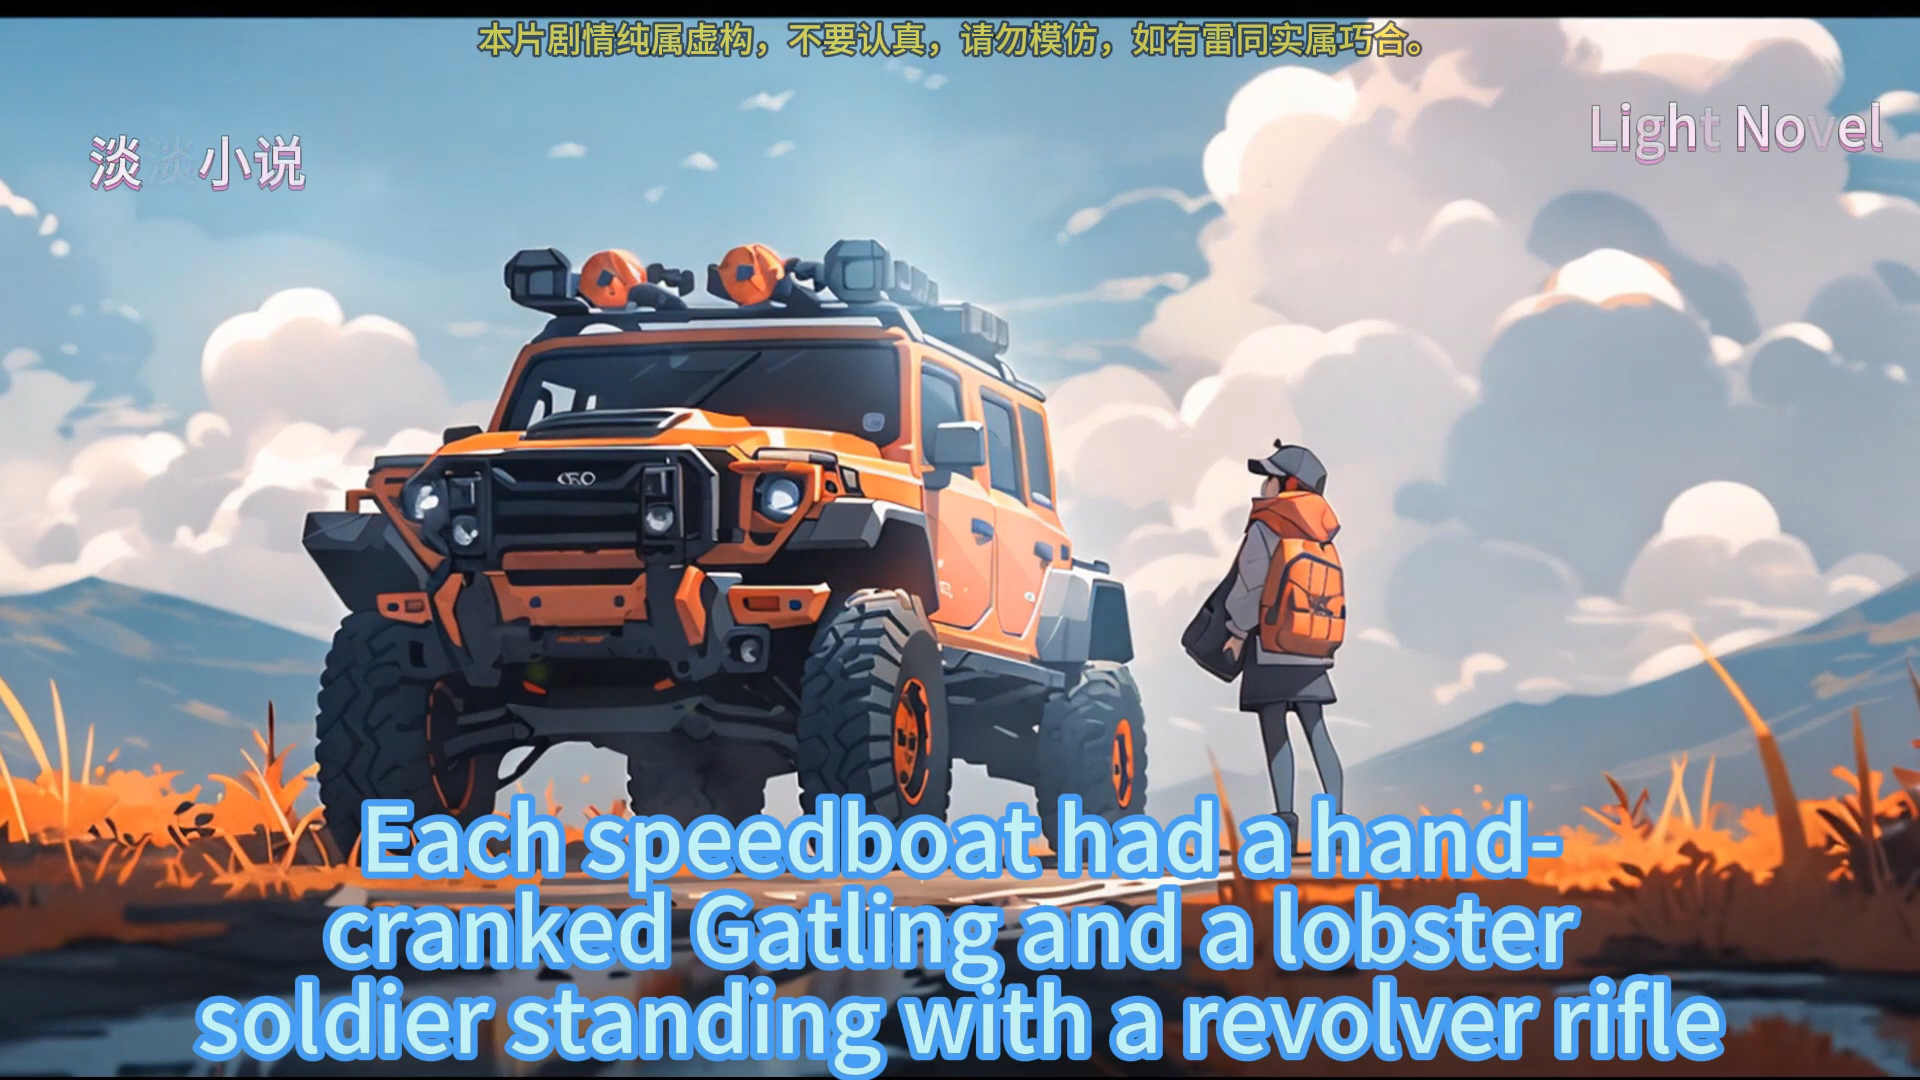 本片剧情纯属虚构，不要认真，请勿模仿，如有雷同实属巧合。
淡淡小说
Light Novel
Each speedboat had a hand-
cranked Gatling and a lobster
soldier standing with a revolver rifle